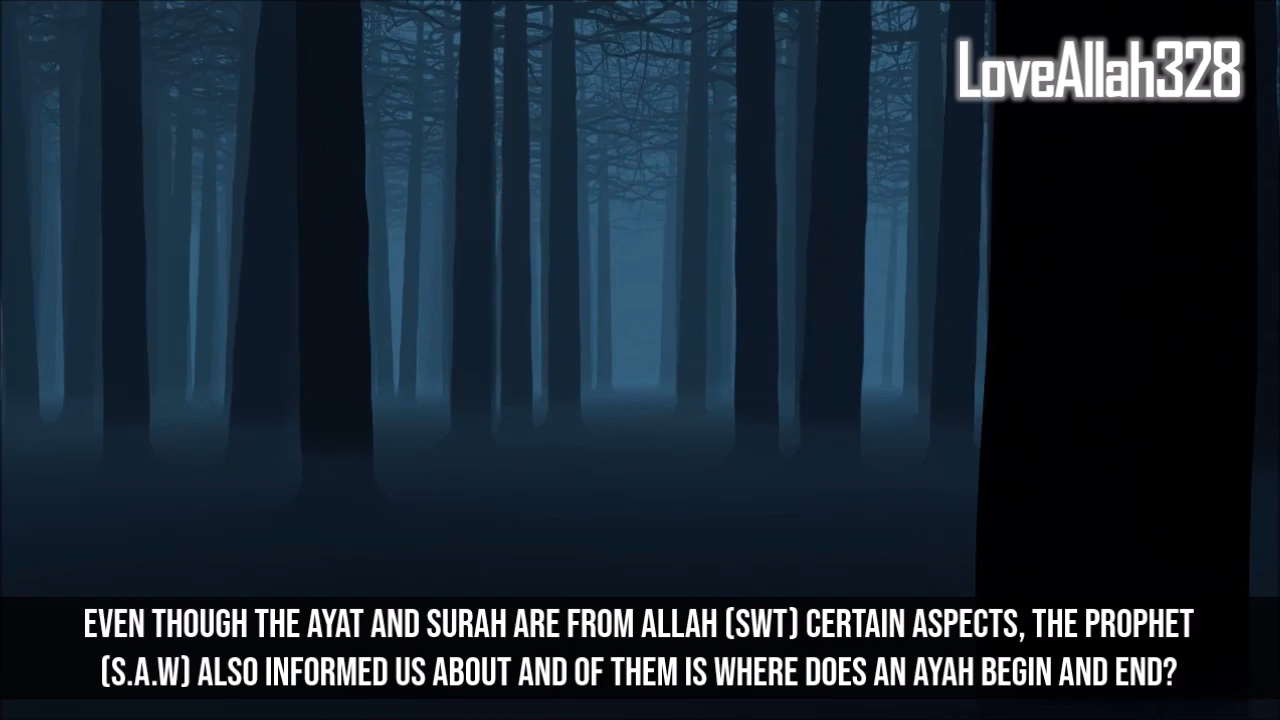 LoveAllah328
EVEN THOUGH THE AYAT AND SURAH ARE FROM ALLAH (SWT) CERTAIN ASPECTS, THE PROPHET
(S.A.W) ALSO INFORMED US ABOUT AND OF THEM IS WHERE DOES AN AYAH BEGIN AND END?